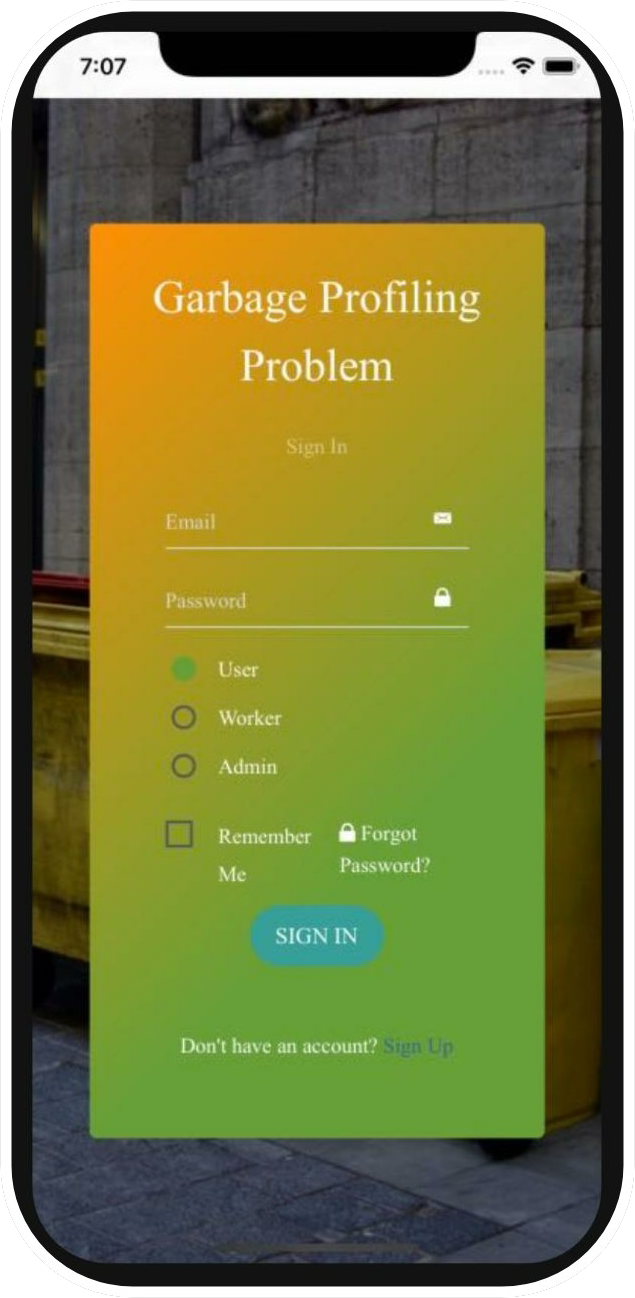 7:07
Garbage Profiling
Problem
Sign In
Email
Password
User
Worker
Admin
Remember
Me
Forgot
Password?
SIGN IN
Don't have an account? Sign Up